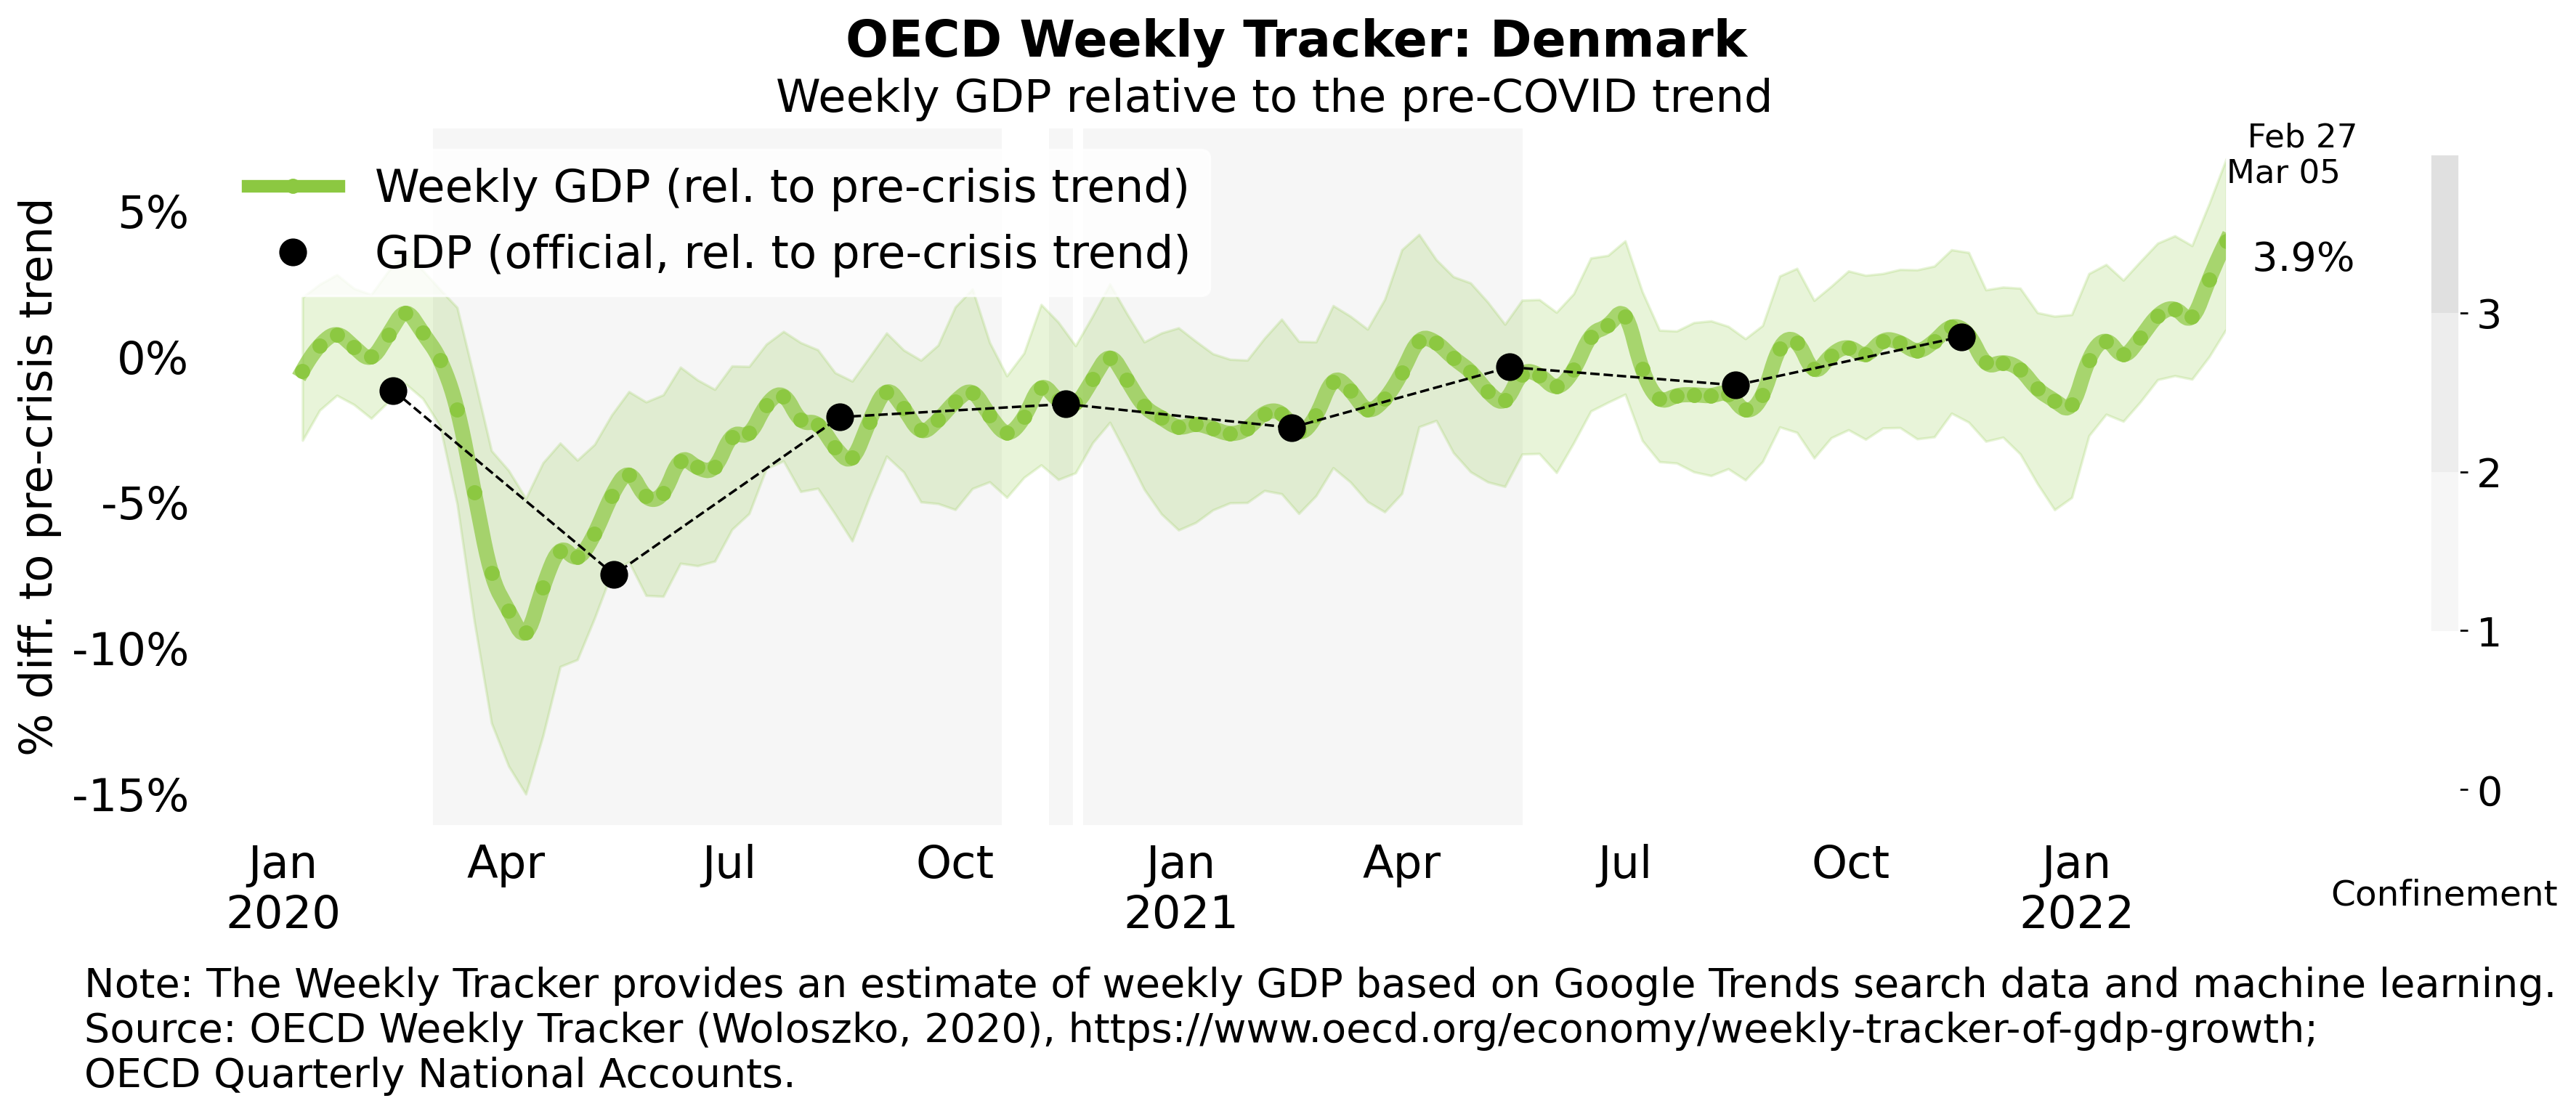 OECD Weekly Tracker: Denmark
Weekly GDP relative to the pre-COVID trend
Weekly GDP (rel. to pre-crisis trend)
GDP (official, rel. to pre-crisis trend)
% diff. to pre-crisis trend
5%
0%
-5%
-10%
-15%
Feb 27
Mar 05
3.9%
3
2
1
0
Confinement
Jan Apr Jul Oct Jan Apr Jul Oct Jan
2020 2021 2022
Note: The Weekly Tracker provides an estimate of weekly GDP based on Google Trends search data and machine learning.
Source: OECD Weekly Tracker (Woloszko, 2020), https://www.oecd.org/economy/weekly-tracker-of-gdp-growth;
OECD Quarterly National Accounts.